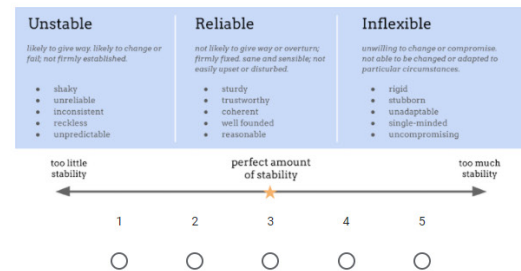 Unstable
likely to give way. likely to change or
fail; not firmly established.
shaky
unreliable
inconsistent
reckless
unpredictable
Reliable
not likely to give way or overturn;
firmly fixed. sane and sensible; not
easily upset or disturbed.
sturdy
trustworthy
coherent
well founded
reasonable
Inflexible
unwilling to change or compromise.
not able to be changed or adapted to
particular circumstances.
rigid
stubborn
unadaptable
single-minded
uncompromising
too little
stability
perfect amount
of stability
too much
stability
1 2 3 4 5